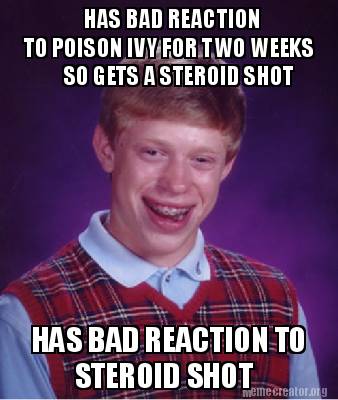 HAS BAD REACTION
TO POISON IVY FOR TWO WEEKS
SO GETS A STEROID SHOT
HAS BAD REACTION TO
STEROID SHOT
memecreator.org